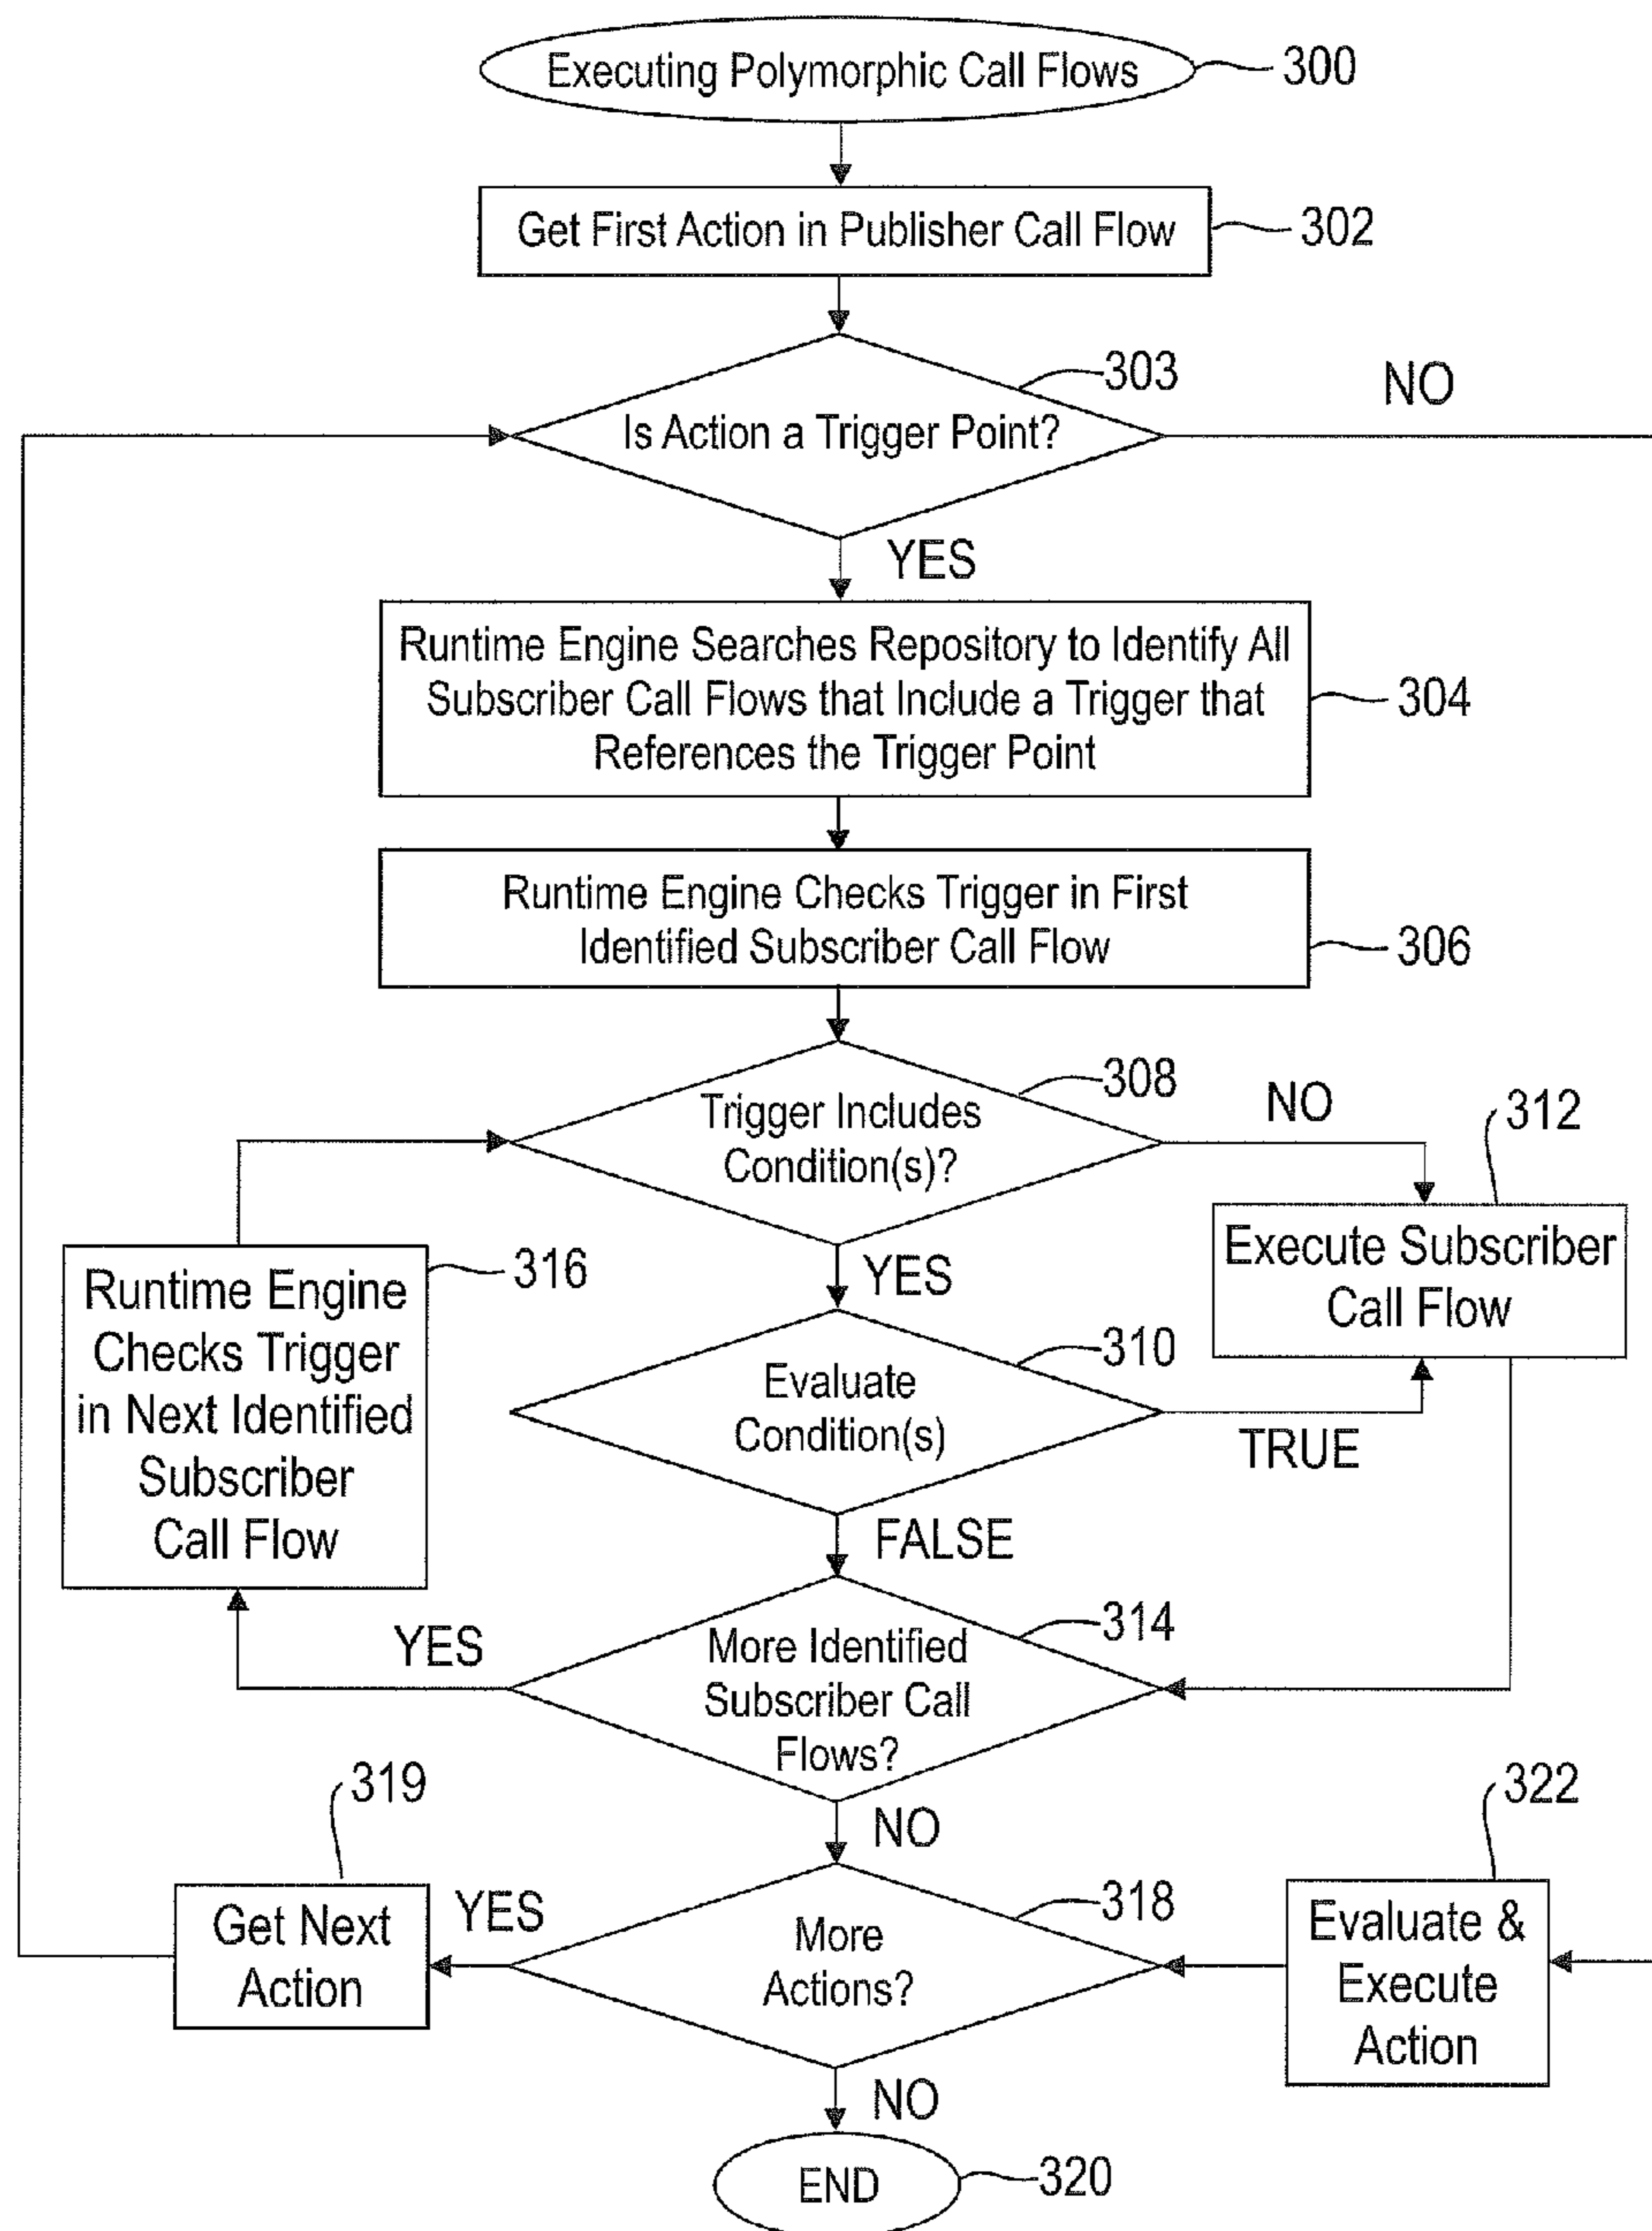 Executing Polymorphic Call Flows
300
Get First Action in Publisher Call Flow
302
303
NO
Is Action a Trigger Point?
YES
Runtime Engine Searches Repository to Identify All
Subscriber Call Flows that Include a Trigger that
References the Trigger Point
304
Runtime Engine Checks Trigger in First
Identified Subscriber Call Flow
306
308
Trigger Includes
Condition(s)?
NO
312
Execute Subscriber
Call Flow
YES
316
Runtime Engine
Checks Trigger
in Next Identified
Subscriber
Call Flow
310
Evaluate
Condition(s)
TRUE
FALSE
314
More Identified
Subscriber Call
Flows?
YES
NO
319
Get Next
Action
YES
318
More
Actions?
322
Evaluate &
Execute
Action
NO
END
320